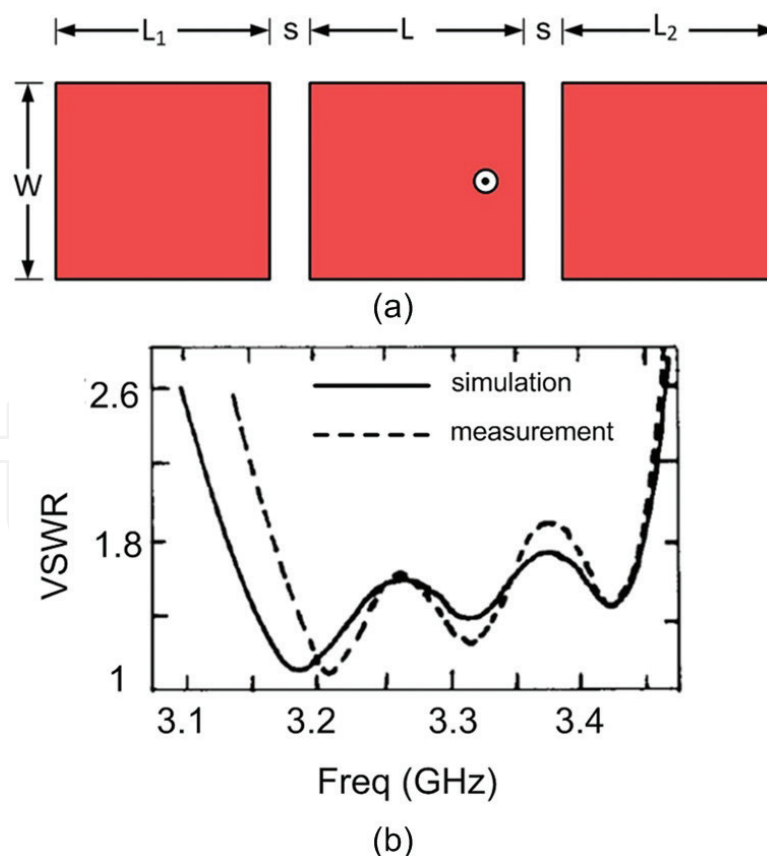 L₁ s L s L₂
W
(a)
2.6
1.8
1
VSWR
simulation
measurement
3.1 3.2 3.3 3.4
Freq (GHz)
(b)